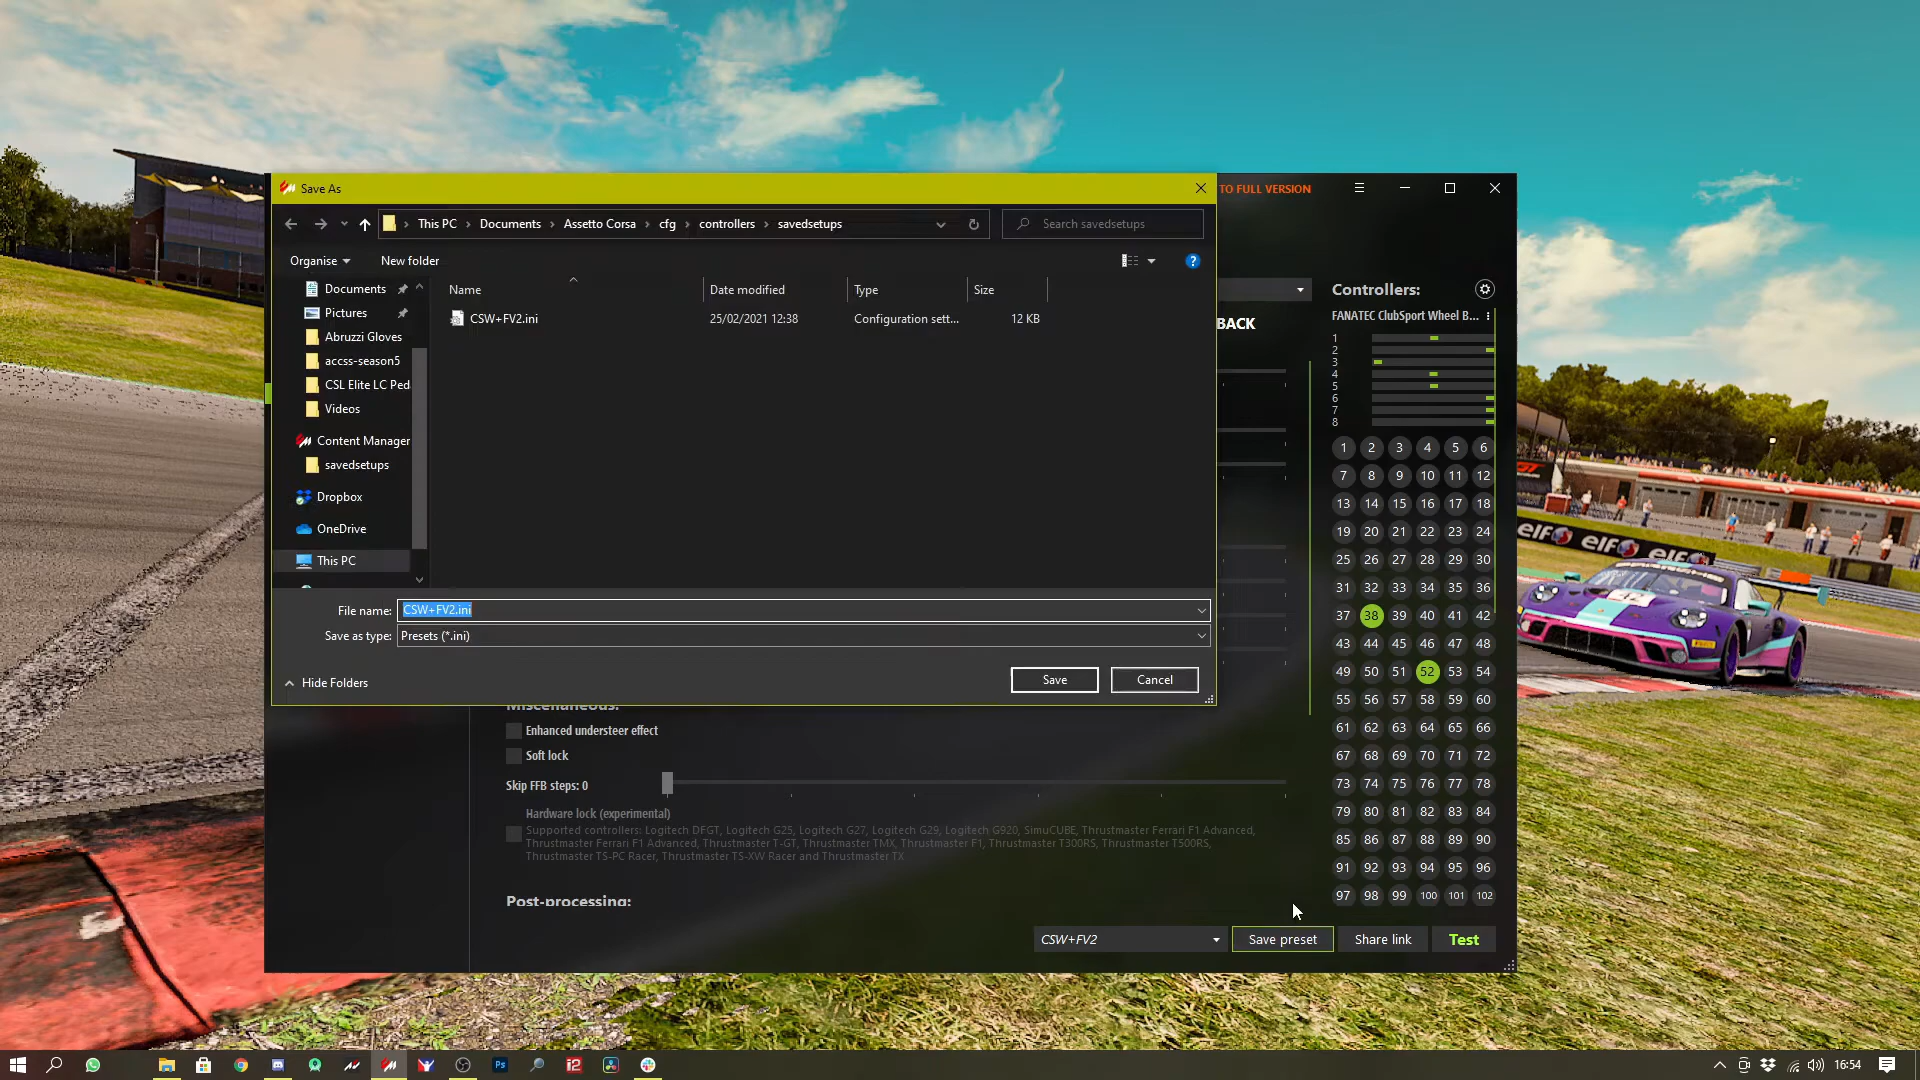 Save As
TO FULL VERSION
This PC
Documents
Assetto Corsa
cfg
controllers
savedsetups
Search savedsetups
Organise
New folder
?
Name
Date modified
Type
Size
Documents
Pictures
Abruzzi Gloves
accss-season5
CSL Elite LC Ped
Videos
Content Manager
savedsetups
Dropbox
OneDrive
This PC
CSW+FV2.ini
25/02/2021 12:38
Configuration sett...
12 KB
File name: CSW+FV2.ini
Save as type: Presets (*.ini)
Hide Folders
Save
Cancel
BACK
Controllers:
FANATEC ClubSport Wheel B...
1
2
3
4
5
6
7
8
1 2 3 4 5 6
7 8 9 10 11 12
13 14 15 16 17 18
19 20 21 22 23 24
25 26 27 28 29 30
31 32 33 34 35 36
37 38 39 40 41 42
43 44 45 46 47 48
49 50 51 52 53 54
55 56 57 58 59 60
61 62 63 64 65 66
67 68 69 70 71 72
73 74 75 76 77 78
79 80 81 82 83 84
85 86 87 88 89 90
91 92 93 94 95 96
97 98 99 100 101 102
Miscellaneous:
Enhanced understeer effect
Soft lock
Skip FFB steps: 0
Hardware lock (experimental)
Supported controllers: Logitech DFGT, Logitech G25, Logitech G27, Logitech G29, Logitech G920, SimuCUBE, Thrustmaster Ferrari F1 Advanced,
Thrustmaster Ferrari F1 Advanced, Thrustmaster T-GT, Thrustmaster TMX, Thrustmaster F1, Thrustmaster T300RS, Thrustmaster T500RS,
Thrustmaster TS-PC Racer, Thrustmaster TS-XW Racer and Thrustmaster TX
Post-processing:
CSW+FV2
Save preset
Share link
Test
elf elf elf
Ps
i2
16:54